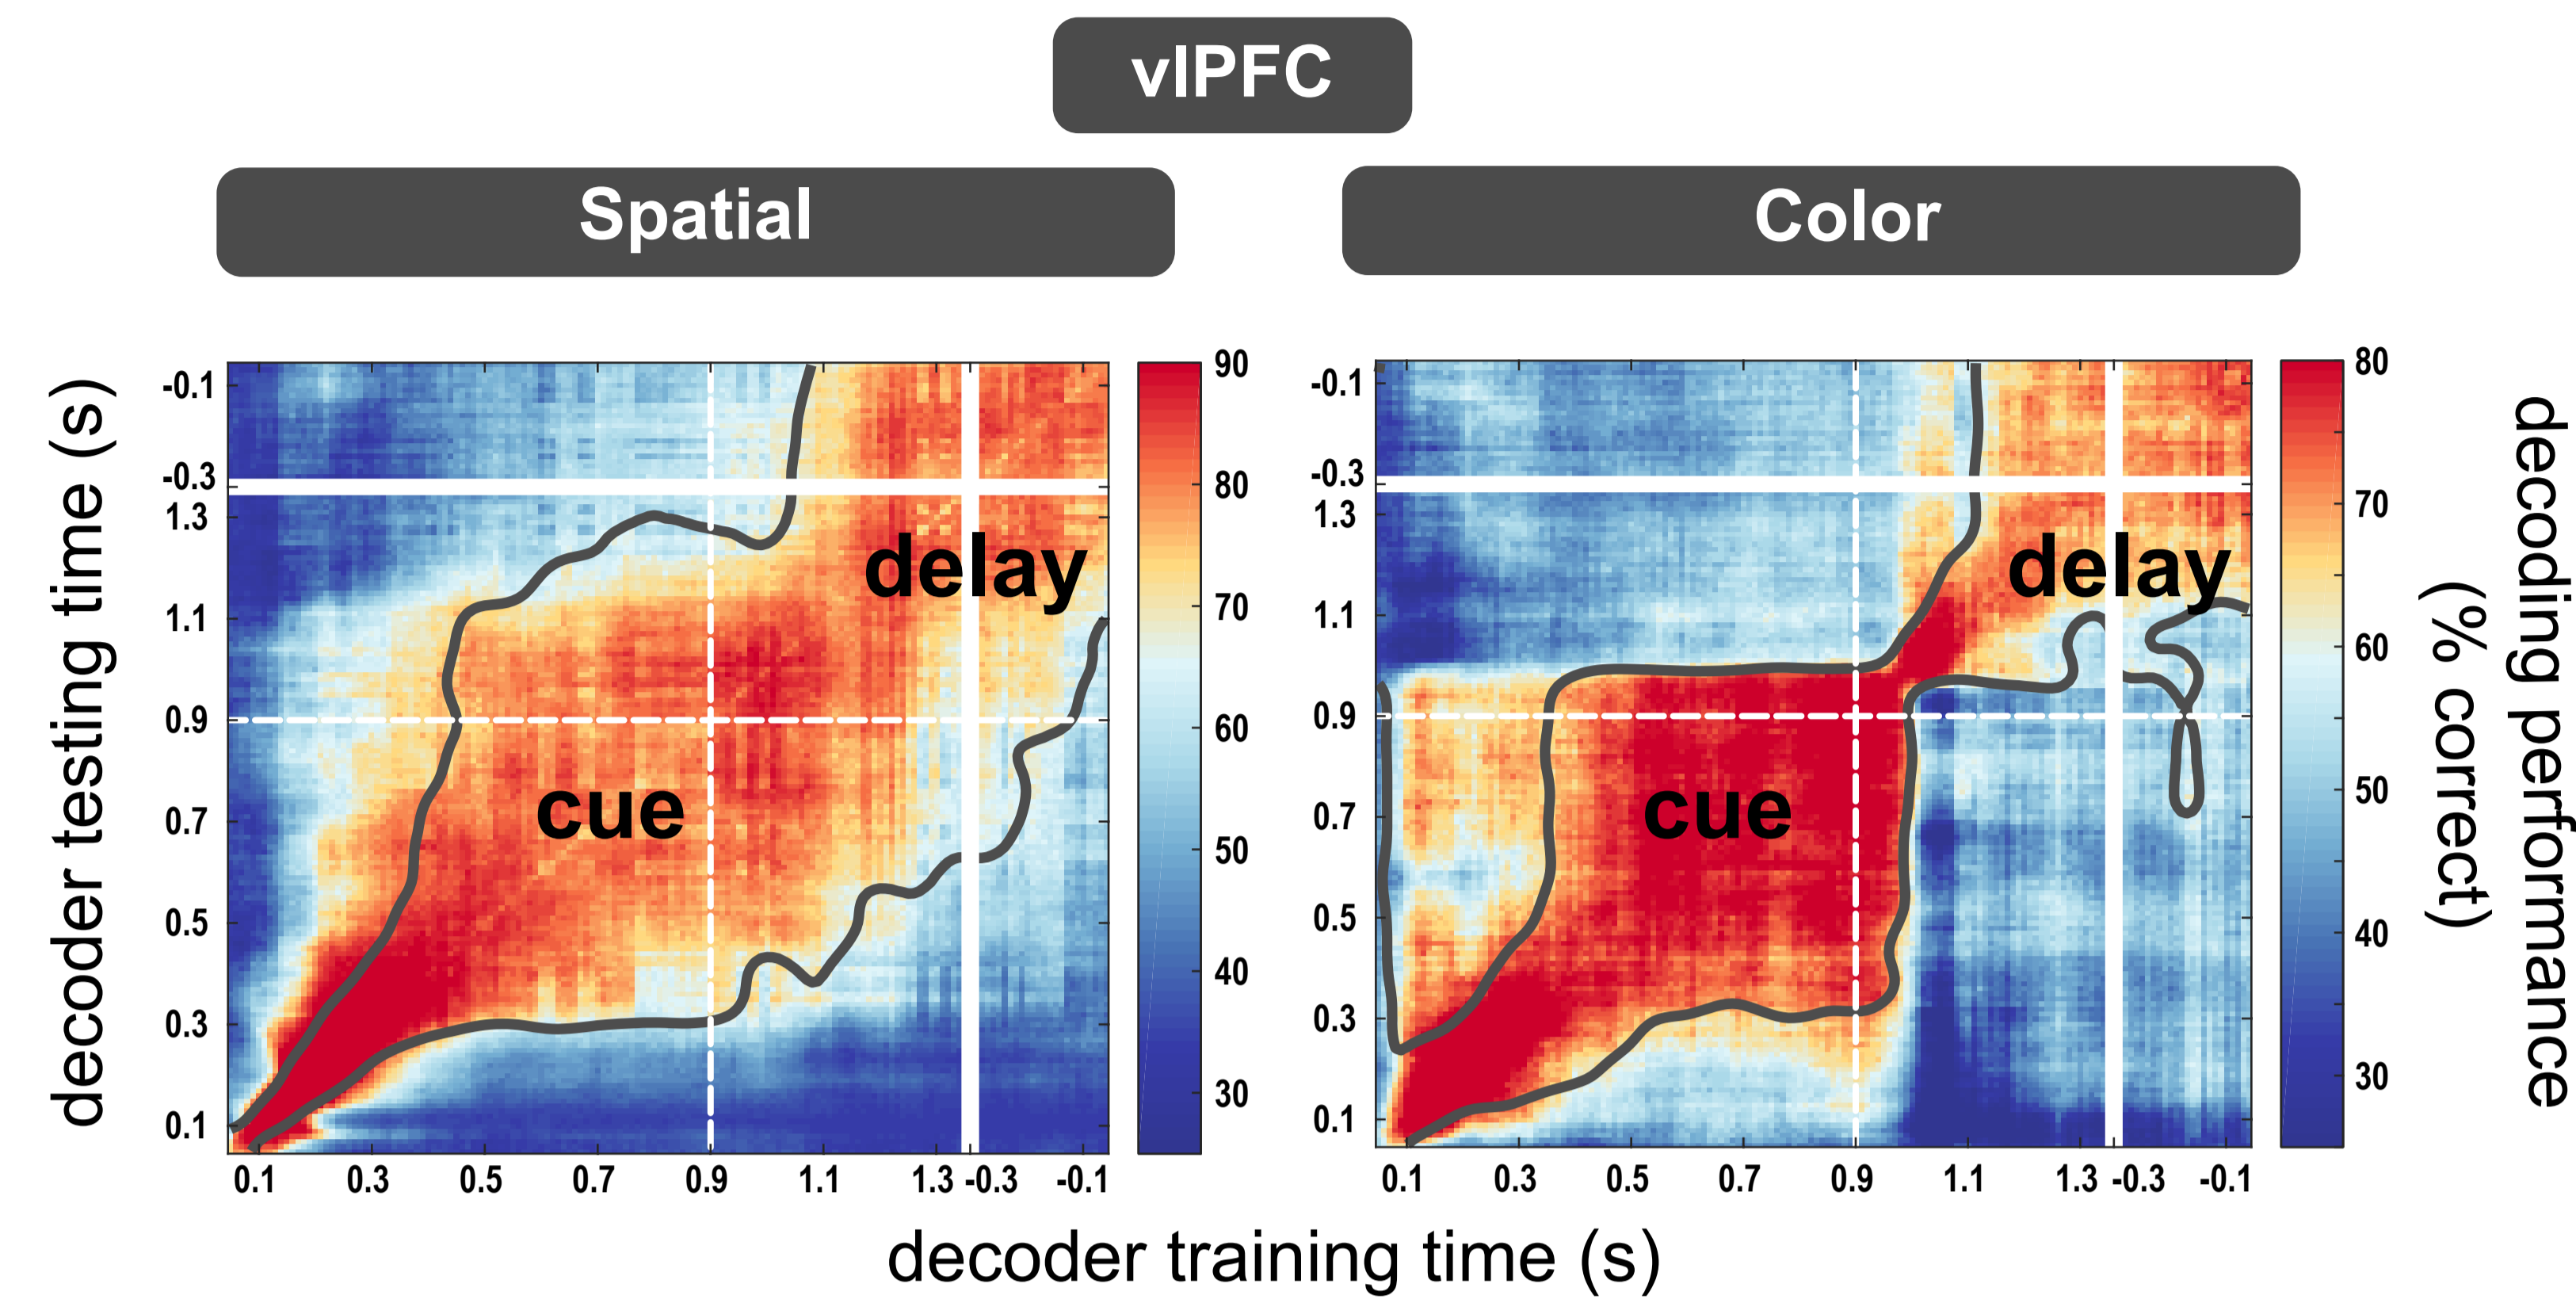 vlPFC
Spatial
Color
decoder testing time (s)
-0.1
-0.3
1.3
1.1
0.9
0.7
0.5
0.3
0.1
delay
cue
0.1 0.3 0.5 0.7 0.9 1.1 1.3 -0.3 -0.1
90
80
70
60
50
40
30
-0.1
-0.3
1.3
1.1
0.9
0.7
0.5
0.3
0.1
delay
cue
0.1 0.3 0.5 0.7 0.9 1.1 1.3 -0.3 -0.1
80
70
60
50
40
30
decoding performance
(% correct)
decoder training time (s)